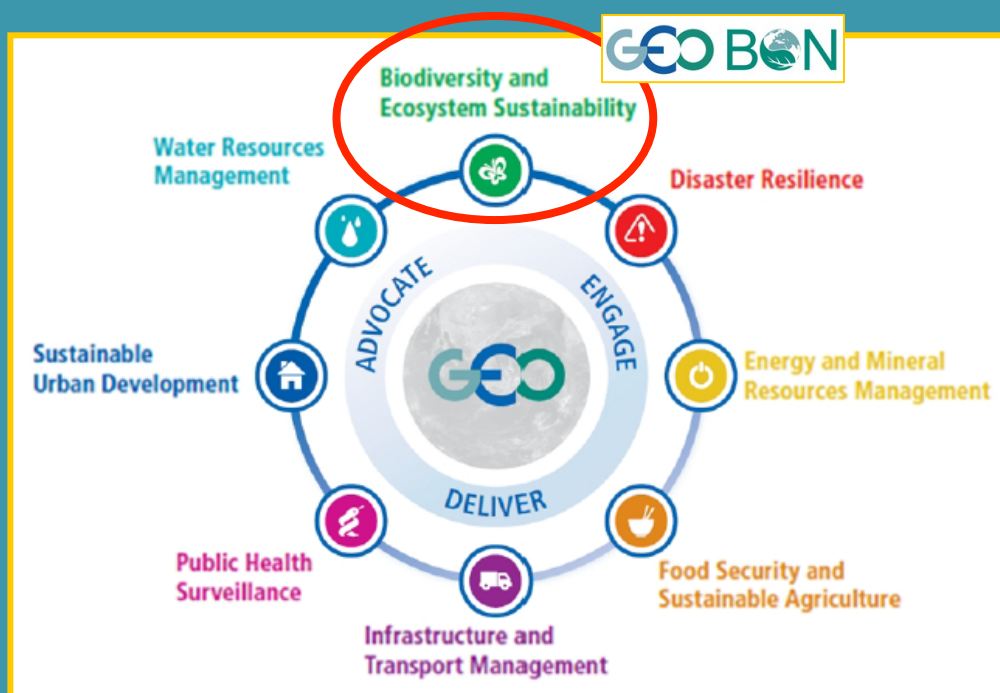 GEO BON
Biodiversity and
Ecosystem Sustainability
Water Resources
Management
Disaster Resilience
ADVOCATE
ENGAGE
Sustainable
Urban Development
GEO
Energy and Mineral
Resources Management
DELIVER
Public Health
Surveillance
Food Security and
Sustainable Agriculture
Infrastructure and
Transport Management